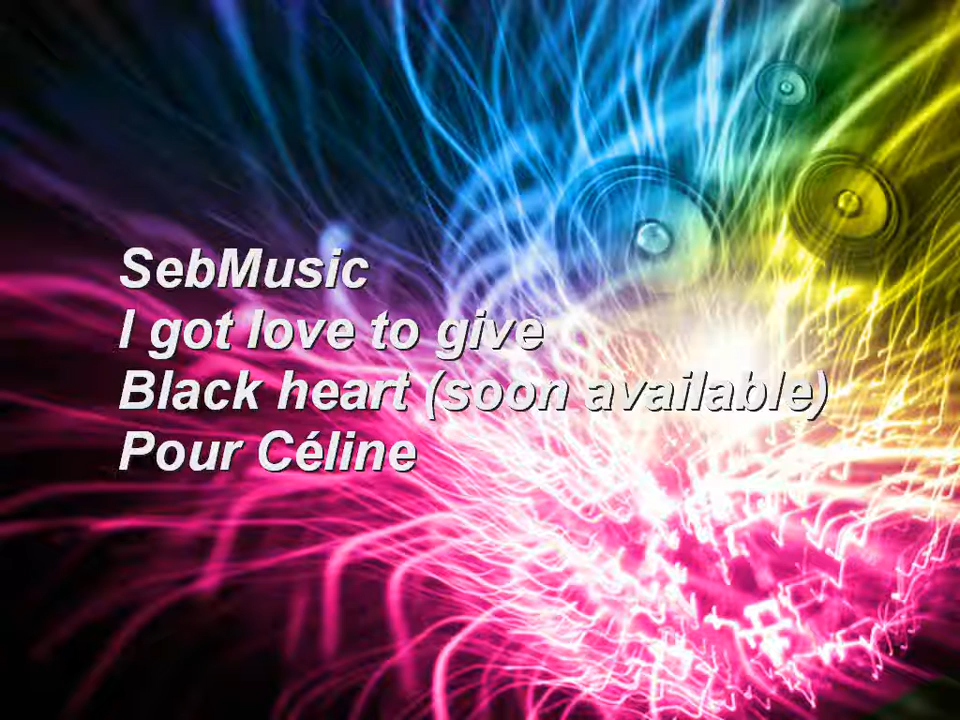 SebMusic
I got love to give
Black heart (soon available)
Pour Céline